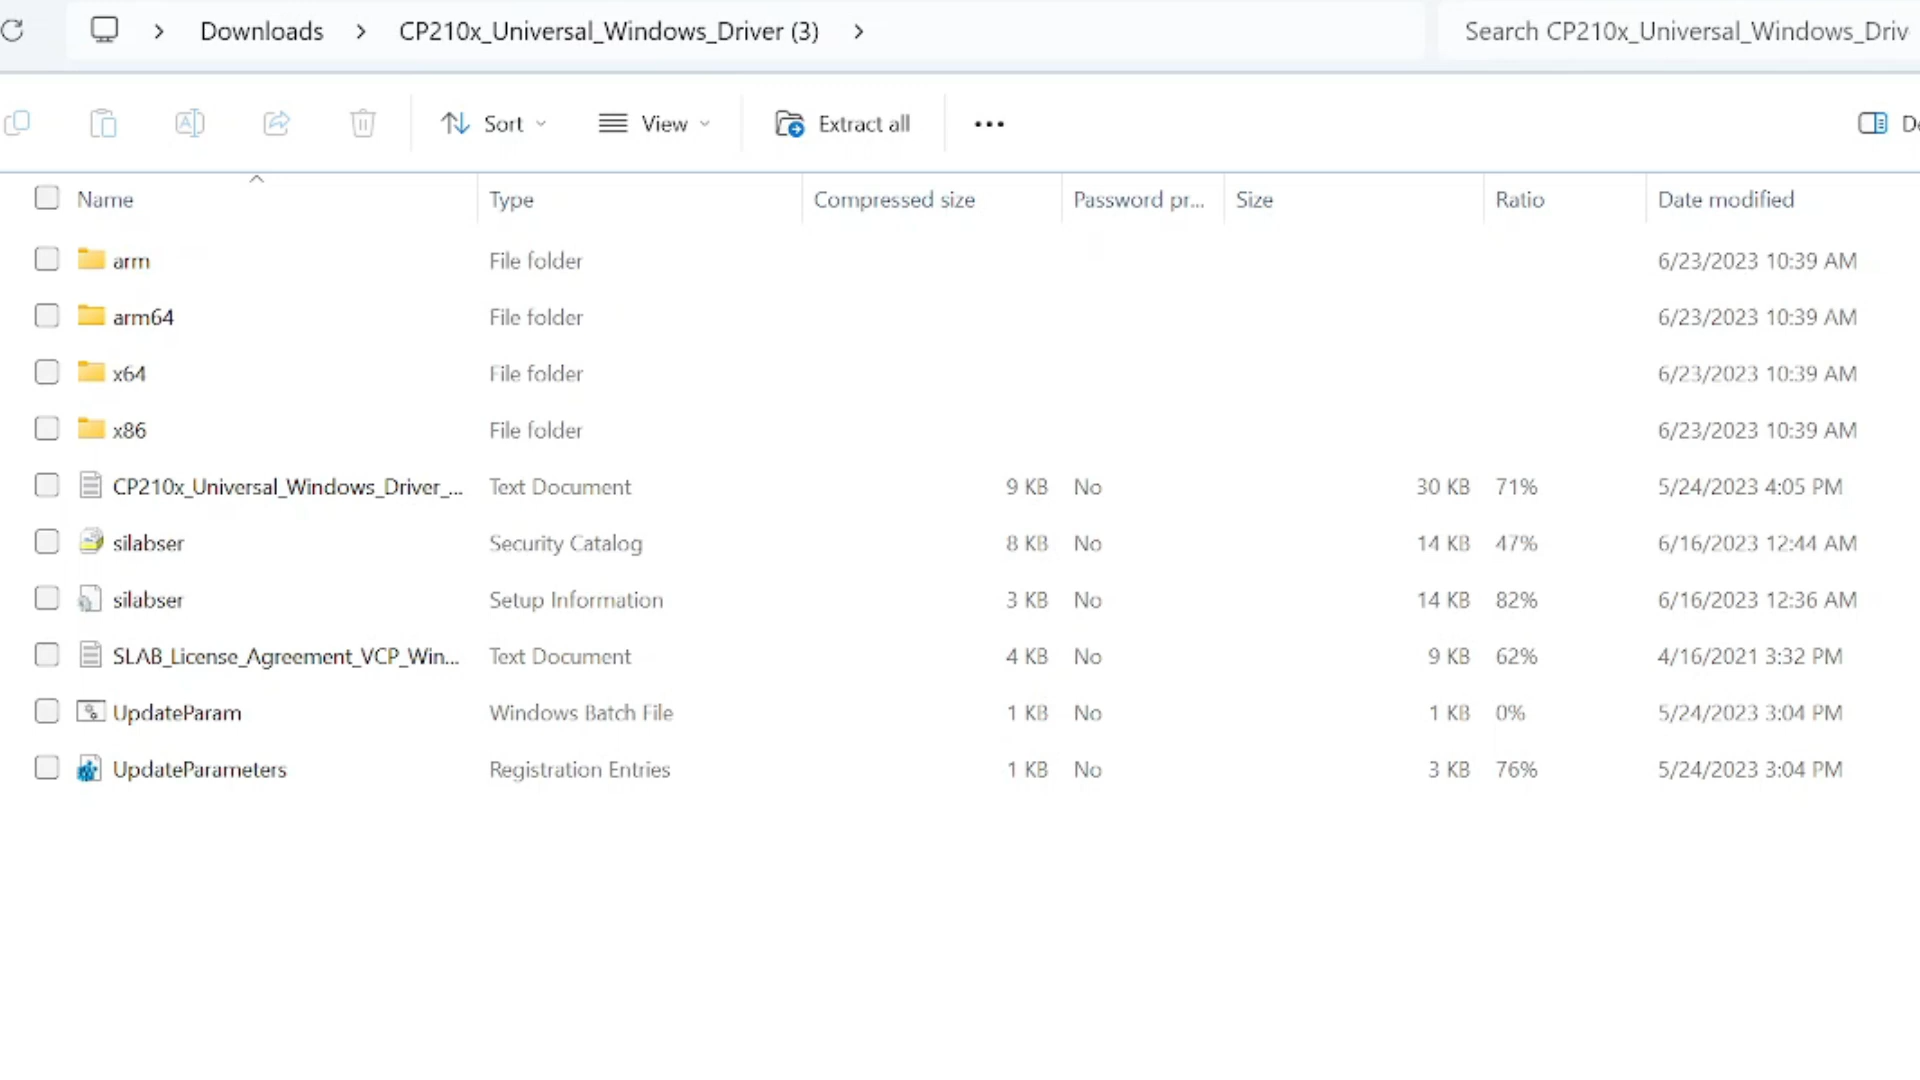 Downloads > CP210x_Universal_Windows_Driver (3) > Search CP210x_Universal_Windows_Driv
Sort View Extract all •••
Name Type Compressed size Password pr... Size Ratio Date modified
arm File folder 6/23/2023 10:39 AM
arm64 File folder 6/23/2023 10:39 AM
x64 File folder 6/23/2023 10:39 AM
x86 File folder 6/23/2023 10:39 AM
CP210x_Universal_Windows_Driver_... Text Document 9 KB No 30 KB 71% 5/24/2023 4:05 PM
silabser Security Catalog 8 KB No 14 KB 47% 6/16/2023 12:44 AM
silabser Setup Information 3 KB No 14 KB 82% 6/16/2023 12:36 AM
SLAB_License_Agreement_VCP_Win... Text Document 4 KB No 9 KB 62% 4/16/2021 3:32 PM
UpdateParam Windows Batch File 1 KB No 1 KB 0% 5/24/2023 3:04 PM
UpdateParameters Registration Entries 1 KB No 3 KB 76% 5/24/2023 3:04 PM